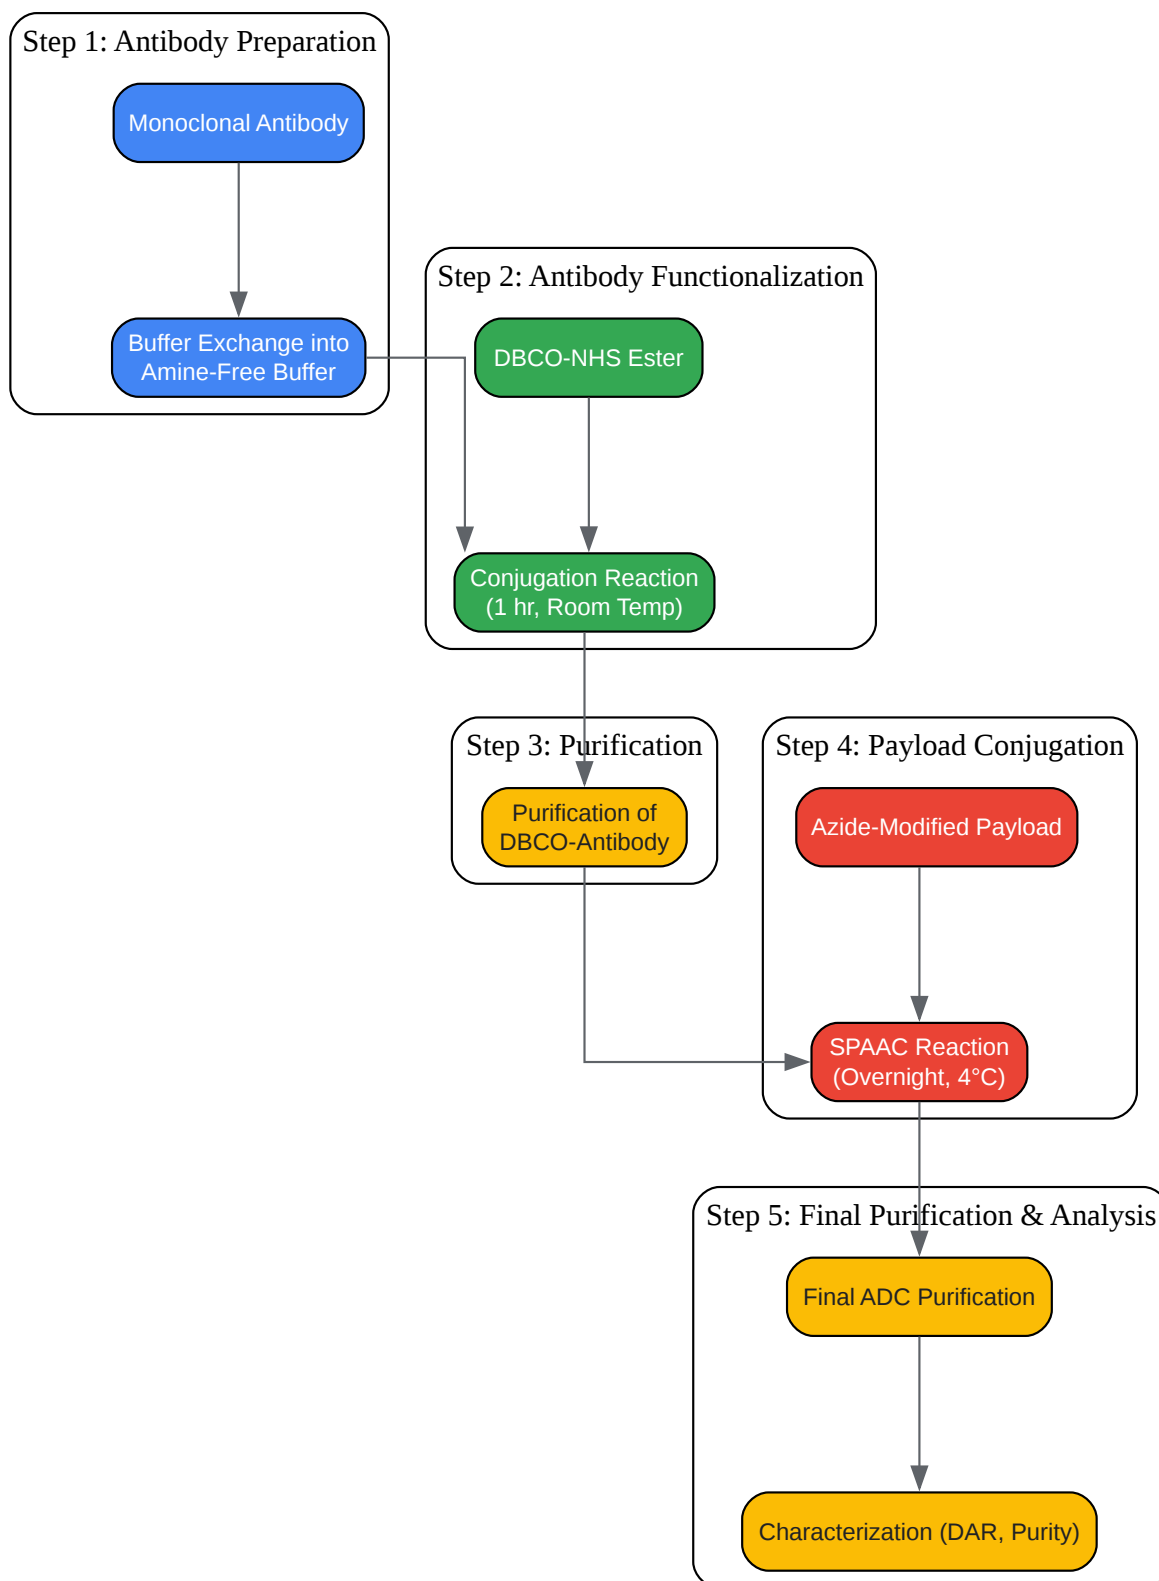 Step 1: Antibody Preparation
Monoclonal Antibody
Buffer Exchange into
Amine-Free Buffer
Step 2: Antibody Functionalization
DBCO-NHS Ester
Conjugation Reaction
(1 hr, Room Temp)
Step 3: Purification
Purification of
DBCO-Antibody
Step 4: Payload Conjugation
Azide-Modified Payload
SPAAC Reaction
(Overnight, 4°C)
Step 5: Final Purification & Analysis
Final ADC Purification
Characterization (DAR, Purity)